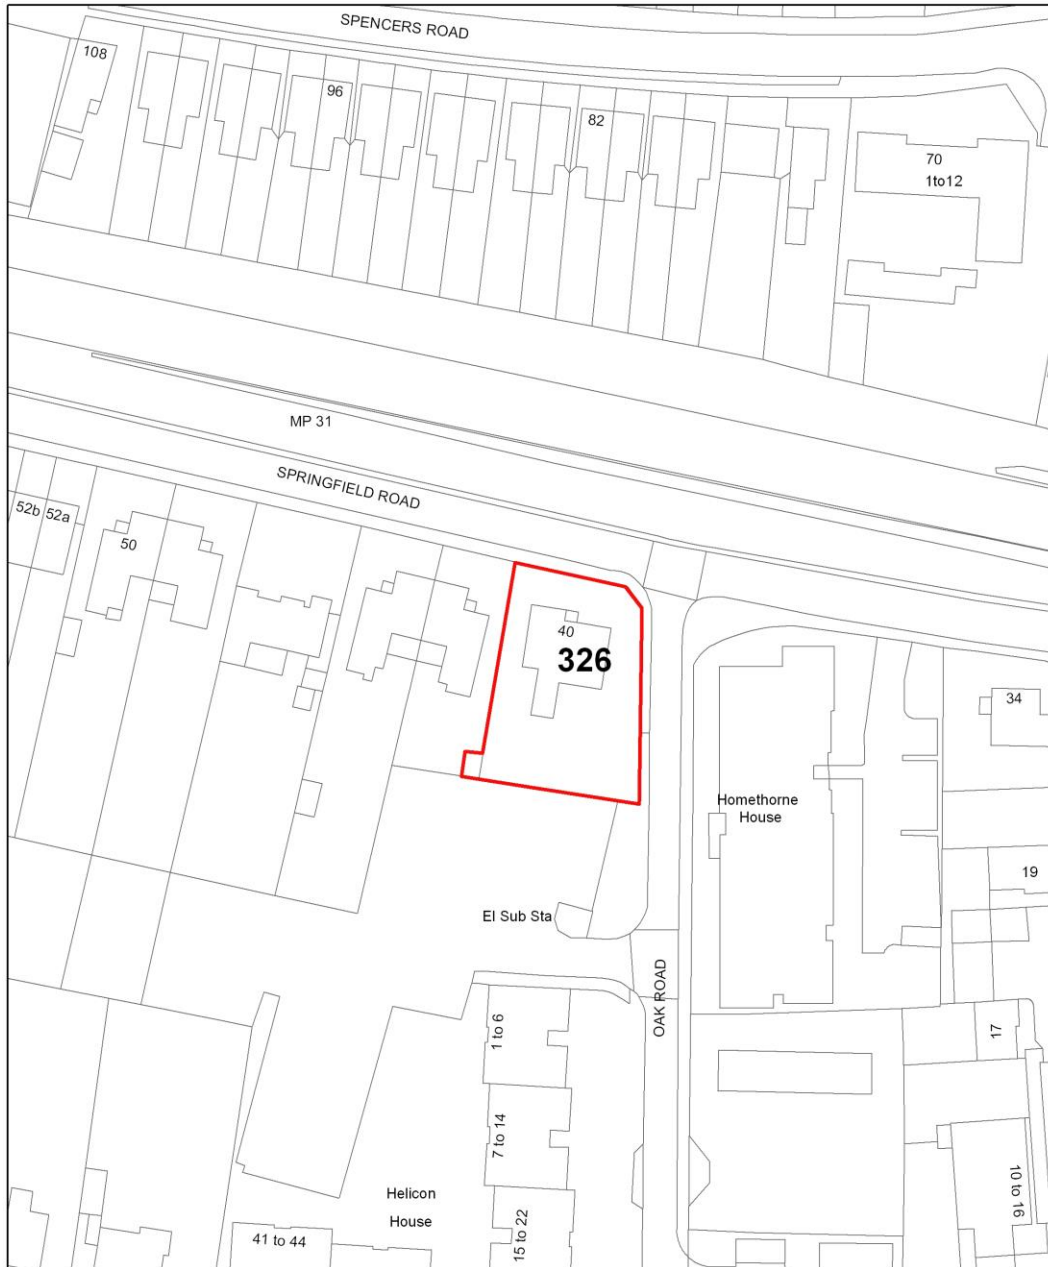 SPENCERS ROAD
108
96
82
70
1to12
MP 31
SPRINGFIELD ROAD
52b 52a
50
40
326
34
Homethorne
House
19
El Sub Sta
OAK ROAD
1 to 6
17
7 to 14
10 to 16
Helicon
House
15 to 22
41 to 44